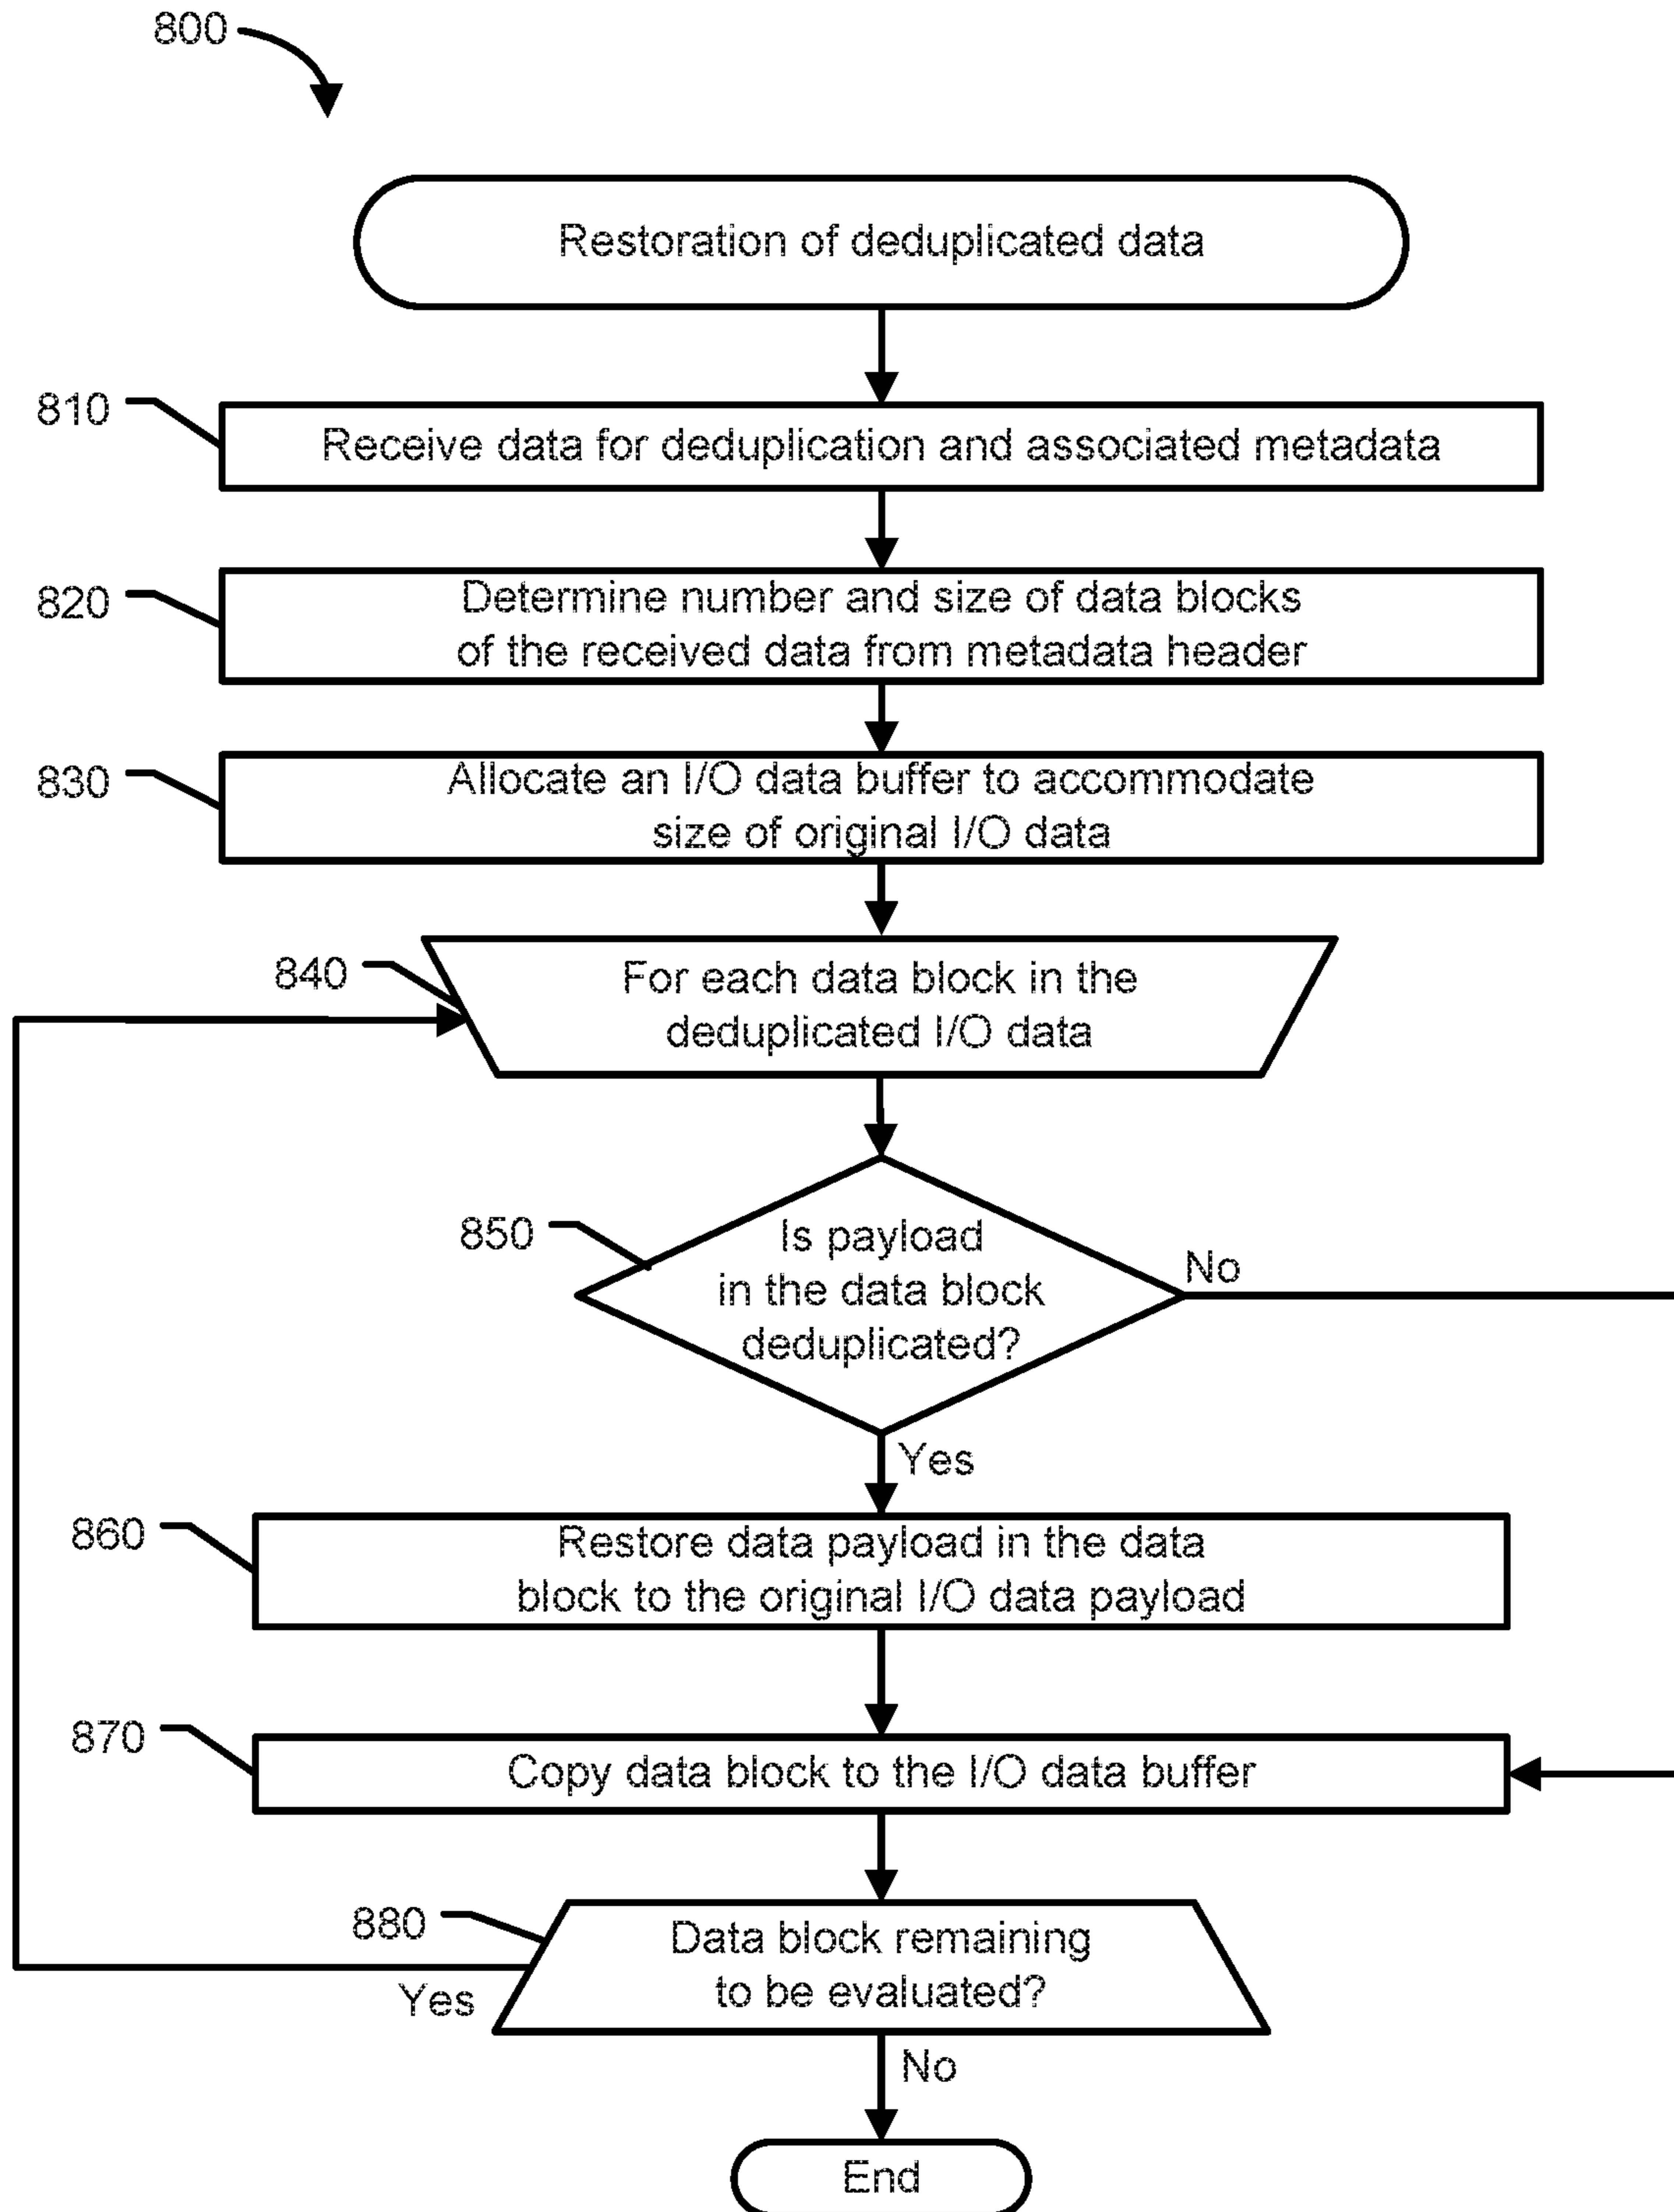 800
Restoration of deduplicated data
810
Receive data for deduplication and associated metadata
820
Determine number and size of data blocks
of the received data from metadata header
830
Allocate an I/O data buffer to accommodate
size of original I/O data
840
For each data block in the
deduplicated I/O data
850
Is payload
in the data block
deduplicated?
No
Yes
860
Restore data payload in the data
block to the original I/O data payload
870
Copy data block to the I/O data buffer
880
Data block remaining
to be evaluated?
Yes
No
End